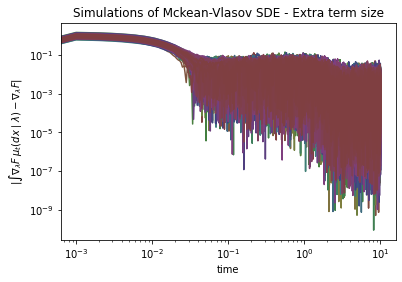 Simulations of Mckean-Vlasov SDE - Extra term size
|∫∇λF μt(dx | λ) − ∇λF|
10⁻¹
10⁻³
10⁻⁵
10⁻⁷
10⁻⁹
10⁻³ 10⁻² 10⁻¹ 10⁰ 10¹
time